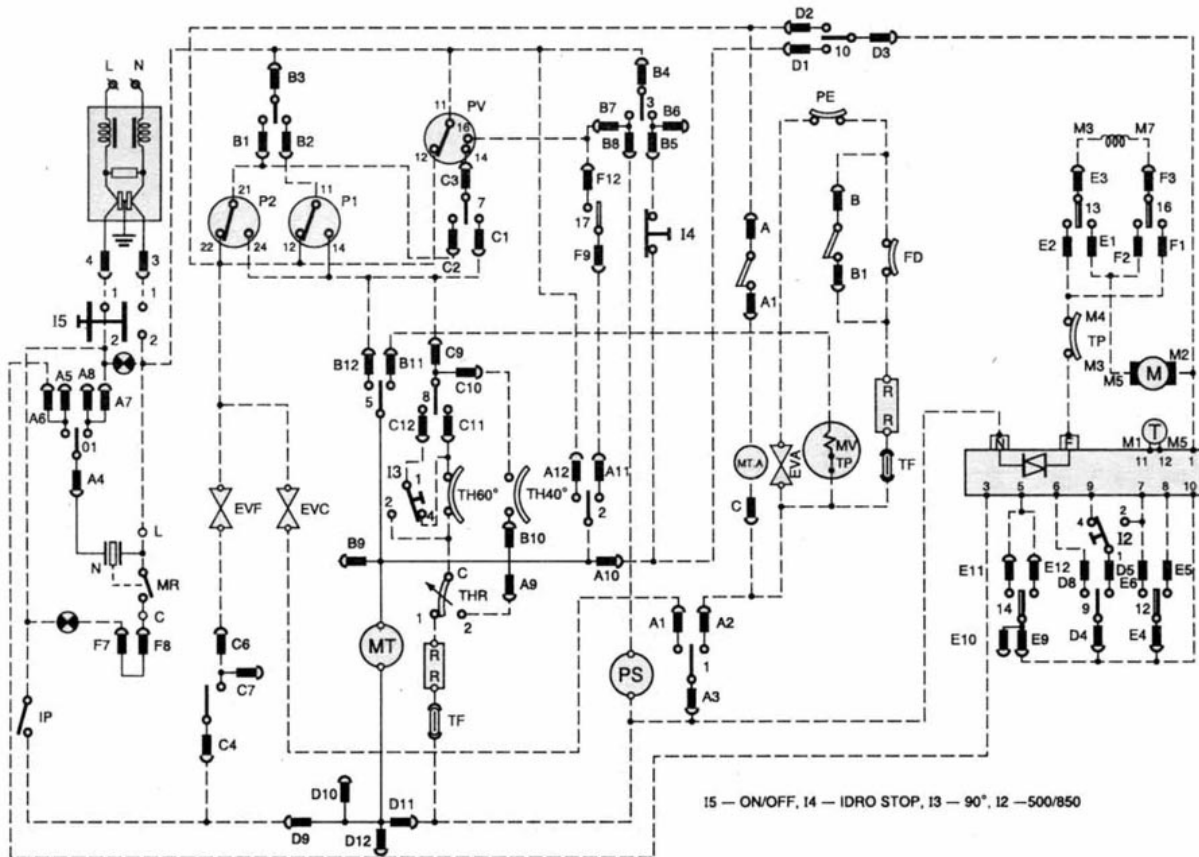 L N
D2
D1
10
D3
B3
B4
PE
11
PV
16
B7
3
B6
M3
M7
B1
B2
B8
B5
12
14
C3
F12
E3
F3
21
P2
11
P1
7
17
I4
A
B
13
16
22
24
12
14
C2
C1
F9
FD
E2
E1
F2
F1
4
3
B1
A1
1
1
I5
2
2
M4
TP
M3
M5
M
M2
B12
B11
C9
C10
A6
A5
A8
A7
5
8
C12
C11
R
R
N
F
T
M1
M5
11
12
1
01
A4
I3
1
2
4
TH60°
TH40°
A12
A11
2
MT.A
EVA
MV
TP
TF
3
5
6
9
7
8
10
EVF
EVC
C
4
I2
2
1
B10
L
N
B9
A10
E11
E12
D8
D5
E6
E5
MR
C
C
THR
1
2
A9
14
9
12
F7
F8
A1
A2
E10
E9
D4
E4
MT
R
R
PS
1
A3
C6
C7
IP
C4
TF
D10
D9
D12
D11
I5 — ON/OFF, I4 — IDRO STOP, I3 — 90°, I2 —500/850